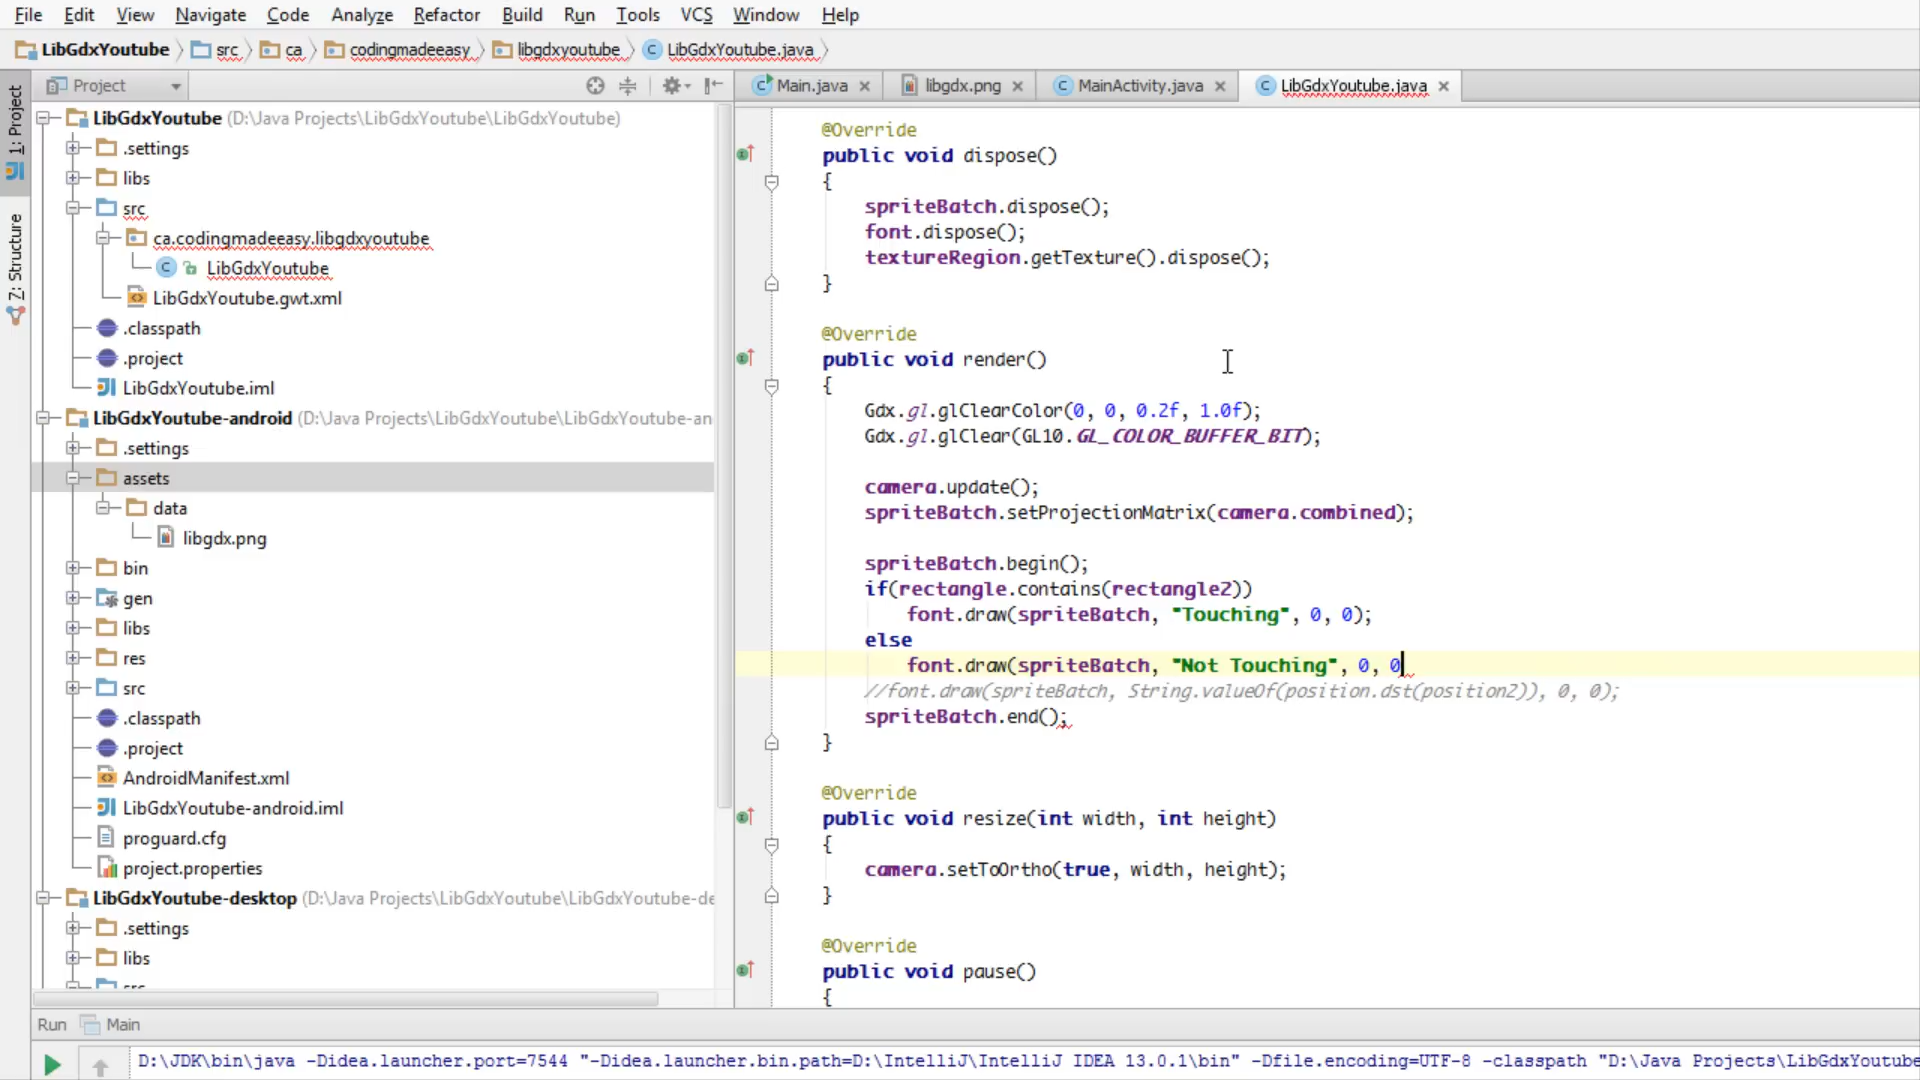 File Edit View Navigate Code Analyze Refactor Build Run Tools VCS Window Help
LibGdxYoutube src ca codingmadeeasy libgdxyoutube LibGdxYoutube.java
Project
Main.java libgdx.png MainActivity.java LibGdxYoutube.java
1: Project
Z: Structure
LibGdxYoutube (D:\Java Projects\LibGdxYoutube\LibGdxYoutube)
.settings
libs
src
ca.codingmadeeasy.libgdxyoutube
LibGdxYoutube
LibGdxYoutube.gwt.xml
.classpath
.project
LibGdxYoutube.iml
LibGdxYoutube-android (D:\Java Projects\LibGdxYoutube\LibGdxYoutube-an
.settings
assets
data
libgdx.png
bin
gen
libs
res
src
.classpath
.project
AndroidManifest.xml
LibGdxYoutube-android.iml
proguard.cfg
project.properties
LibGdxYoutube-desktop (D:\Java Projects\LibGdxYoutube\LibGdxYoutube-de
.settings
libs
@Override
public void dispose()
{
spriteBatch.dispose();
font.dispose();
textureRegion.getTexture().dispose();
}
@Override
public void render()
{
Gdx.gl.glClearColor(0, 0, 0.2f, 1.0f);
Gdx.gl.glClear(GL10.GL_COLOR_BUFFER_BIT);
camera.update();
spriteBatch.setProjectionMatrix(camera.combined);
spriteBatch.begin();
if(rectangle.contains(rectangle2))
font.draw(spriteBatch, "Touching", 0, 0);
else
font.draw(spriteBatch, "Not Touching", 0, 0
//font.draw(spriteBatch, String.valueOf(position.dst(position2)), 0, 0);
spriteBatch.end();
}
@Override
public void resize(int width, int height)
{
camera.setToOrtho(true, width, height);
}
@Override
public void pause()
{
Run Main
D:\JDK\bin\java -Didea.launcher.port=7544 "-Didea.launcher.bin.path=D:\IntelliJ\IntelliJ IDEA 13.0.1\bin" -Dfile.encoding=UTF-8 -classpath "D:\Java Projects\LibGdxYoutube